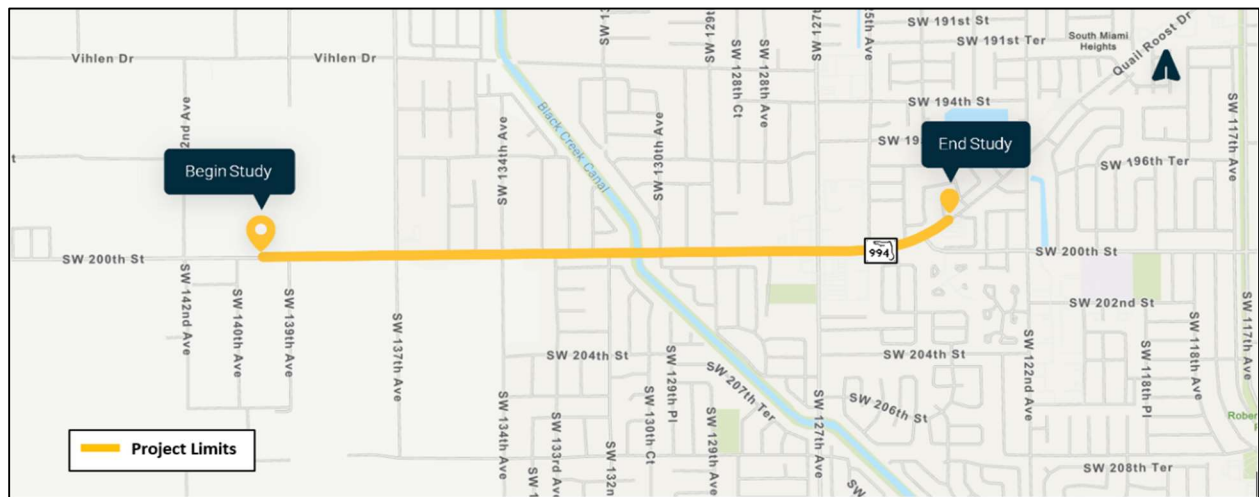 SW 191st St
SW 191st Ter
South Miami
Heights
Quail Roost Dr
Vihlen Dr
Vihlen Dr
SW 128th Ct
SW 128th Ave
SW 194th St
SW 117th Ave
Black Creek Canal
SW 134th Ave
SW 130th Ave
Begin Study
End Study
SW 196th Ter
994
SW 200th St
SW 200th St
SW 142nd Ave
SW 140th Ave
SW 139th Ave
SW 137th Ave
SW 202nd St
SW 204th St
SW 204th St
SW 129th Pl
SW 207th Ter
SW 206th St
SW 122nd Ave
SW 118th Pl
SW 118th Ave
SW 117th Ave
SW 134th Ave
SW 133rd Ave
SW 130th Ct
SW 129th Ave
SW 127th Ave
SW 208th Ter
Project Limits